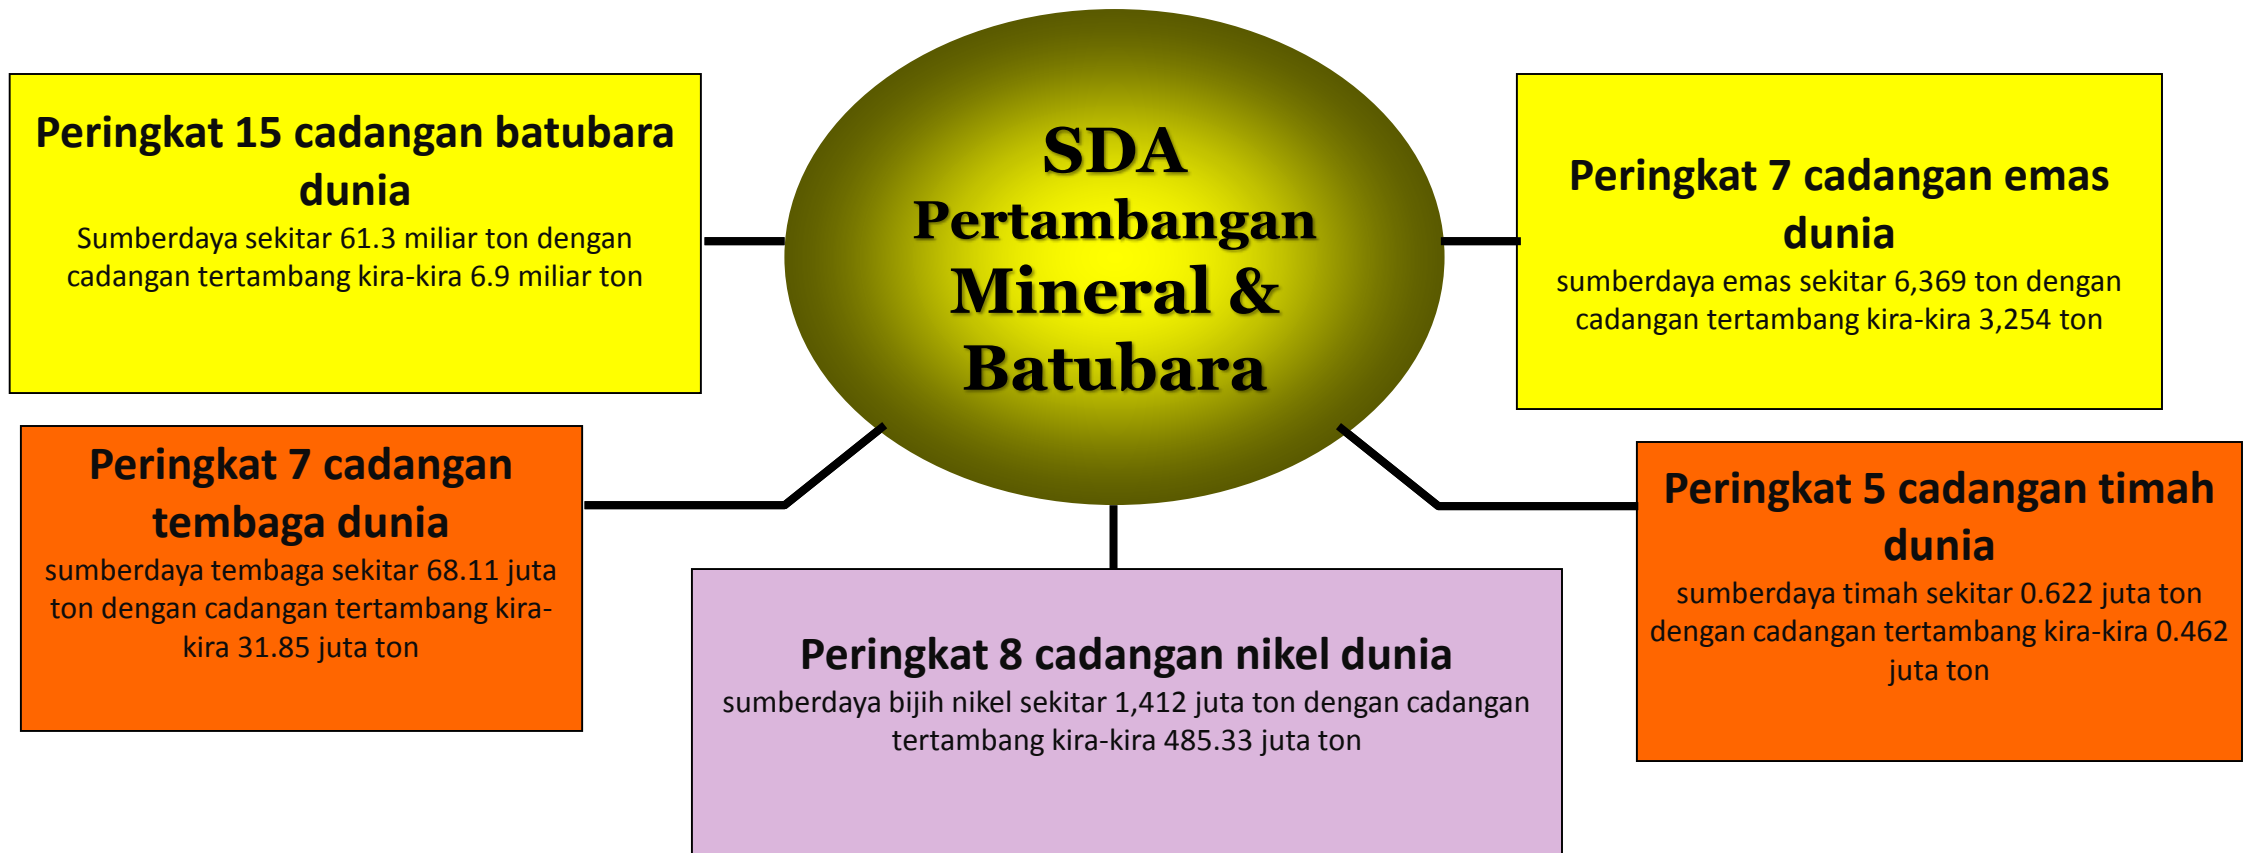 SDA
Pertambangan
Mineral &
Batubara
Peringkat 15 cadangan batubara
dunia
Sumberdaya sekitar 61.3 miliar ton dengan
cadangan tertambang kira-kira 6.9 miliar ton
Peringkat 7 cadangan emas
dunia
sumberdaya emas sekitar 6,369 ton dengan
cadangan tertambang kira-kira 3,254 ton
Peringkat 7 cadangan
tembaga dunia
sumberdaya tembaga sekitar 68.11 juta
ton dengan cadangan tertambang kira-
kira 31.85 juta ton
Peringkat 8 cadangan nikel dunia
sumberdaya bijih nikel sekitar 1,412 juta ton dengan cadangan
tertambang kira-kira 485.33 juta ton
Peringkat 5 cadangan timah
dunia
sumberdaya timah sekitar 0.622 juta ton
dengan cadangan tertambang kira-kira 0.462
juta ton